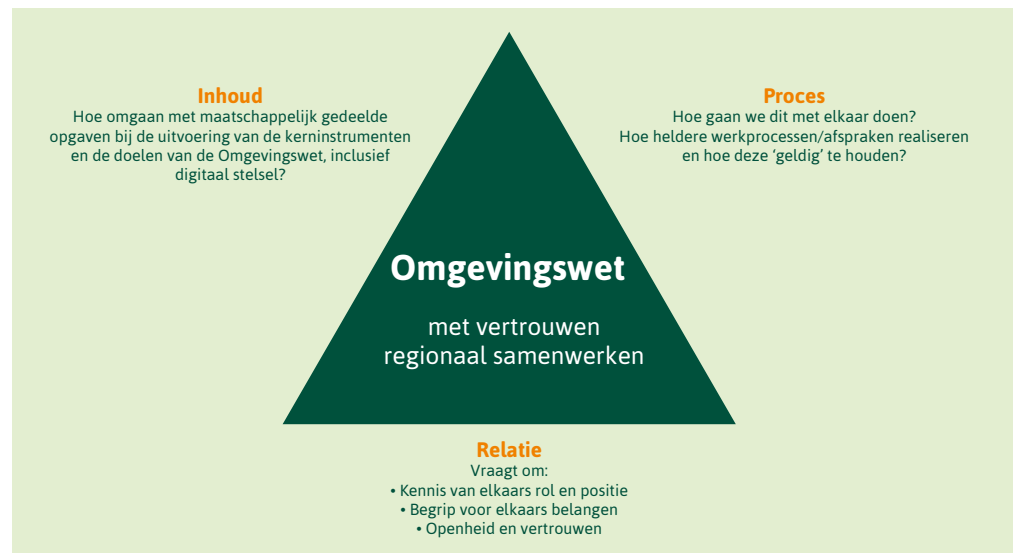 Inhoud
Hoe omgaan met maatschappelijk gedeelde
opgaven bij de uitvoering van de kerninstrumenten
en de doelen van de Omgevingswet, inclusief
digitaal stelsel?
Proces
Hoe gaan we dit met elkaar doen?
Hoe heldere werkprocessen/afspraken realiseren
en hoe deze ‘geldig’ te houden?
Omgevingswet
met vertrouwen
regionaal samenwerken
Relatie
Vraagt om:
• Kennis van elkaars rol en positie
• Begrip voor elkaars belangen
• Openheid en vertrouwen